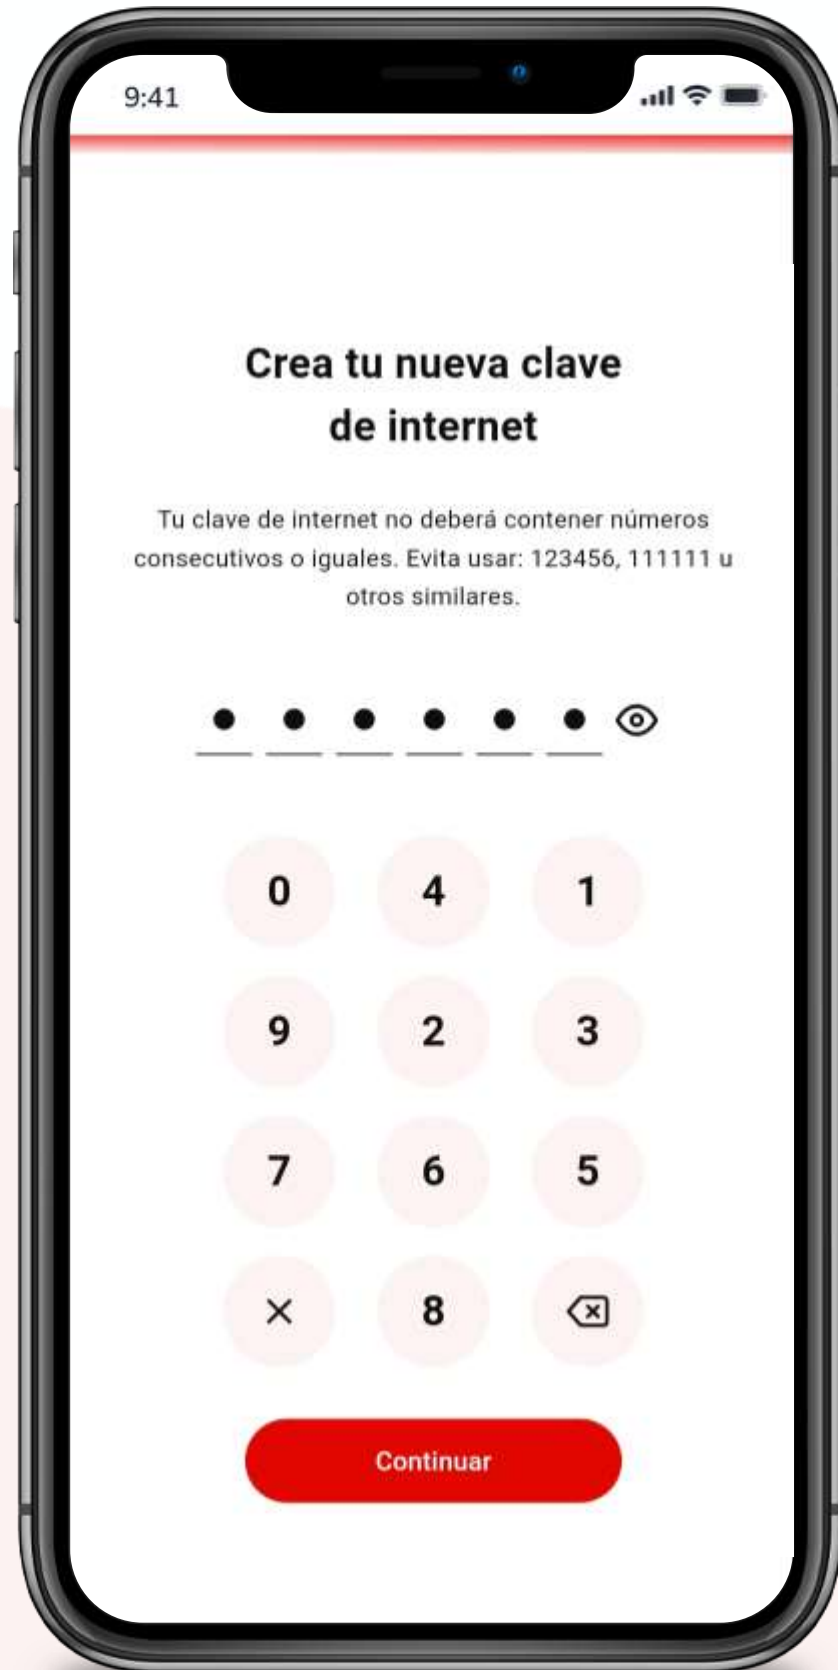 9:41
Crea tu nueva clave
de internet
Tu clave de internet no deberá contener números
consecutivos o iguales. Evita usar: 123456, 111111 u
otros similares.
0 4 1
9 2 3
7 6 5
8
Continuar